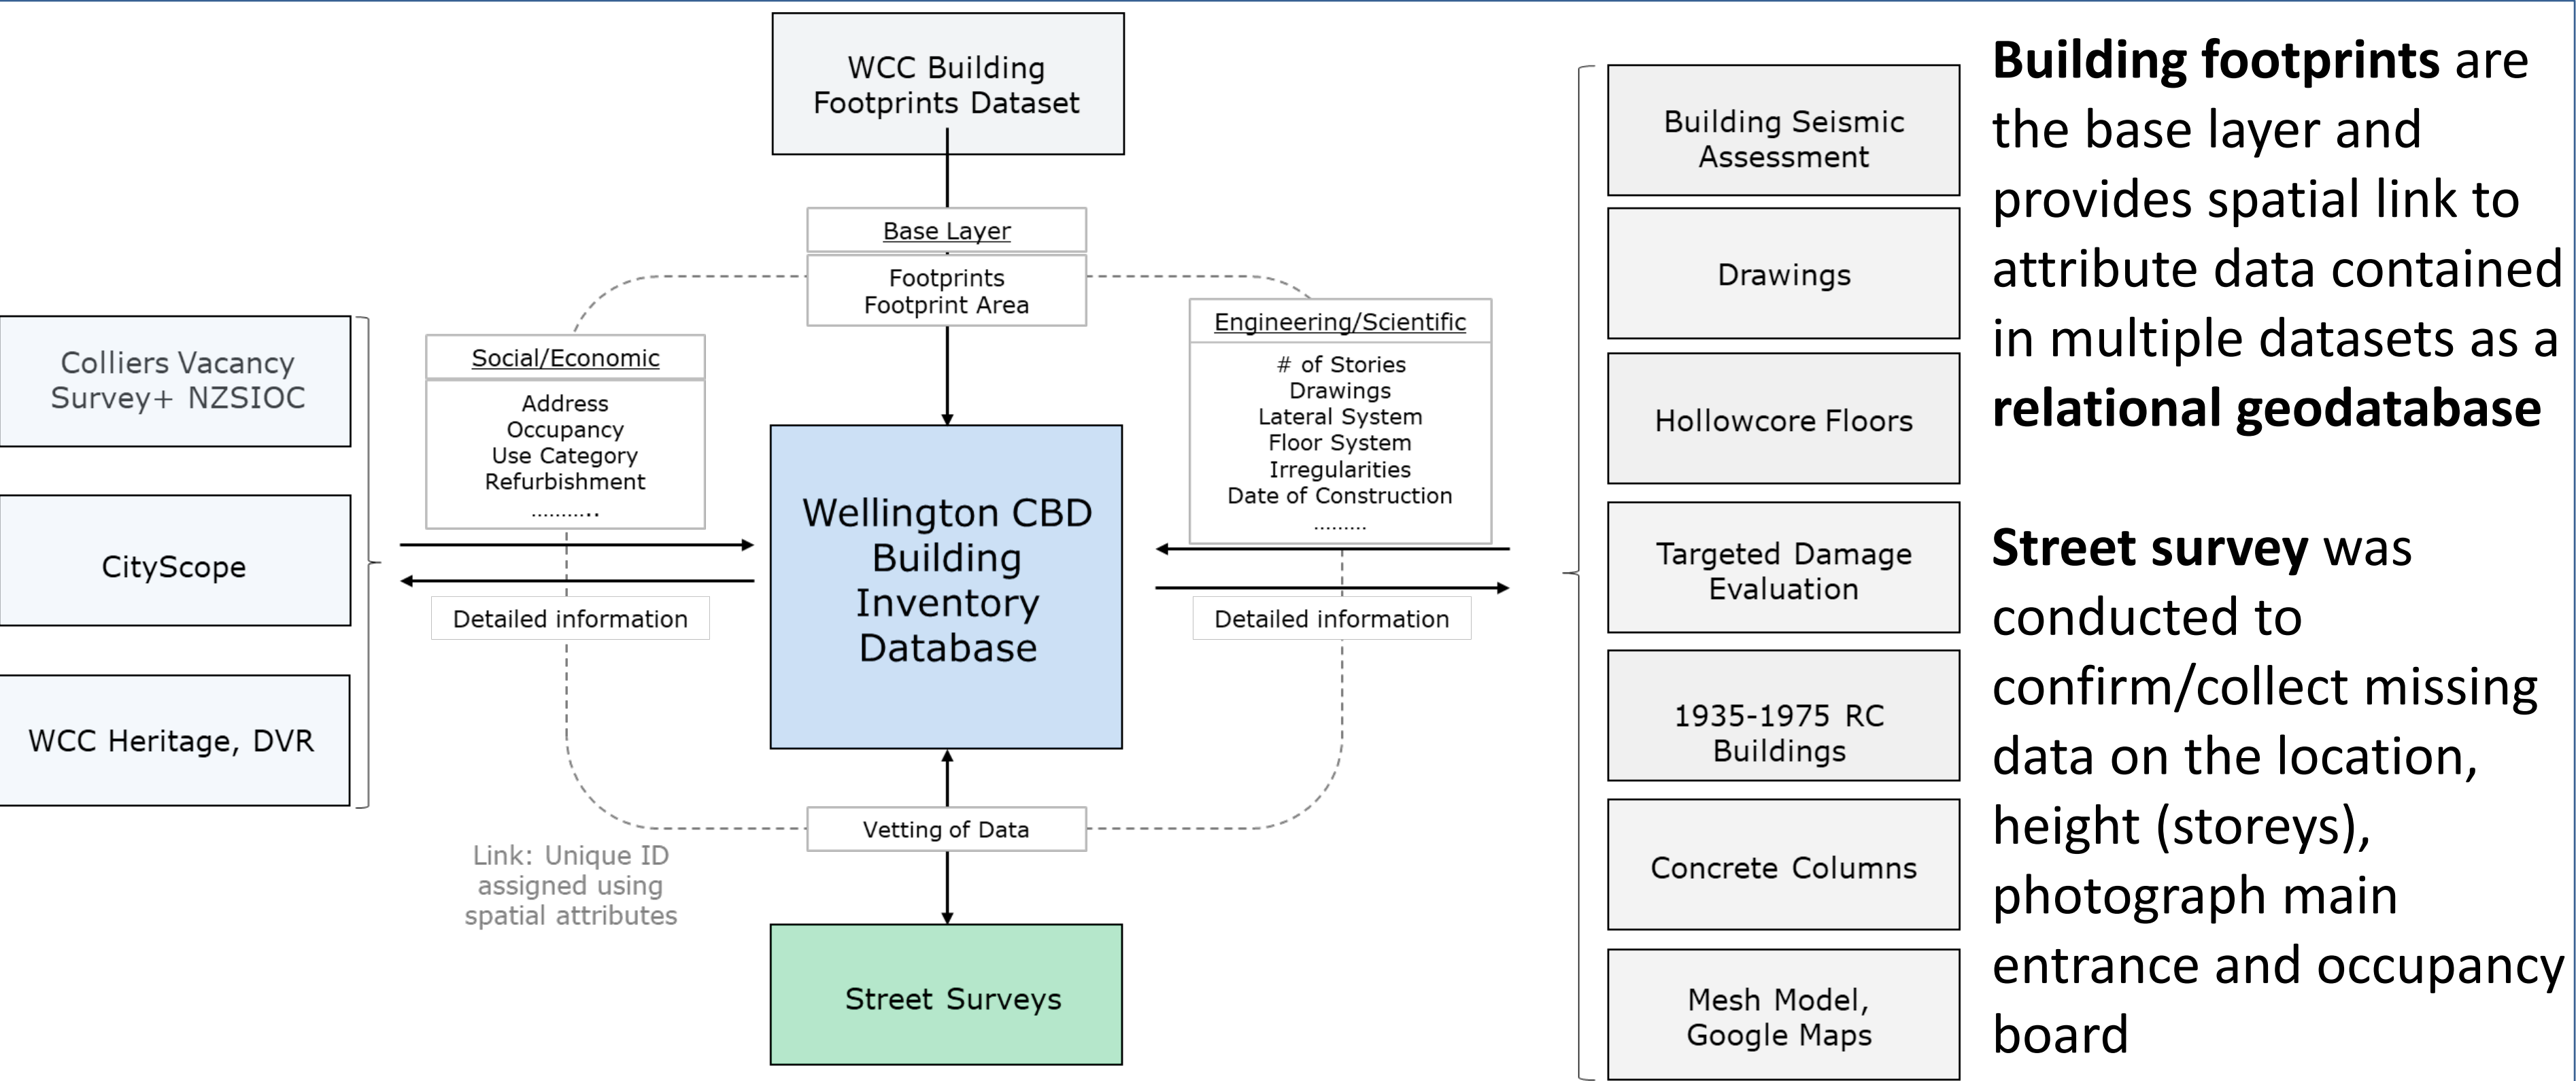 WCC Building
Footprints Dataset
Base Layer
Footprints
Footprint Area
Colliers Vacancy
Survey+ NZSIOC
CityScope
WCC Heritage, DVR
Social/Economic
Address
Occupancy
Use Category
Refurbishment
...........
Detailed information
Wellington CBD
Building
Inventory
Database
Engineering/Scientific
# of Stories
Drawings
Lateral System
Floor System
Irregularities
Date of Construction
.........
Detailed information
Vetting of Data
Link: Unique ID
assigned using
spatial attributes
Street Surveys
Building Seismic
Assessment
Drawings
Hollowcore Floors
Targeted Damage
Evaluation
1935-1975 RC
Buildings
Concrete Columns
Mesh Model,
Google Maps
Building footprints are
the base layer and
provides spatial link to
attribute data contained
in multiple datasets as a
relational geodatabase
Street survey was
conducted to
confirm/collect missing
data on the location,
height (storeys),
photograph main
entrance and occupancy
board